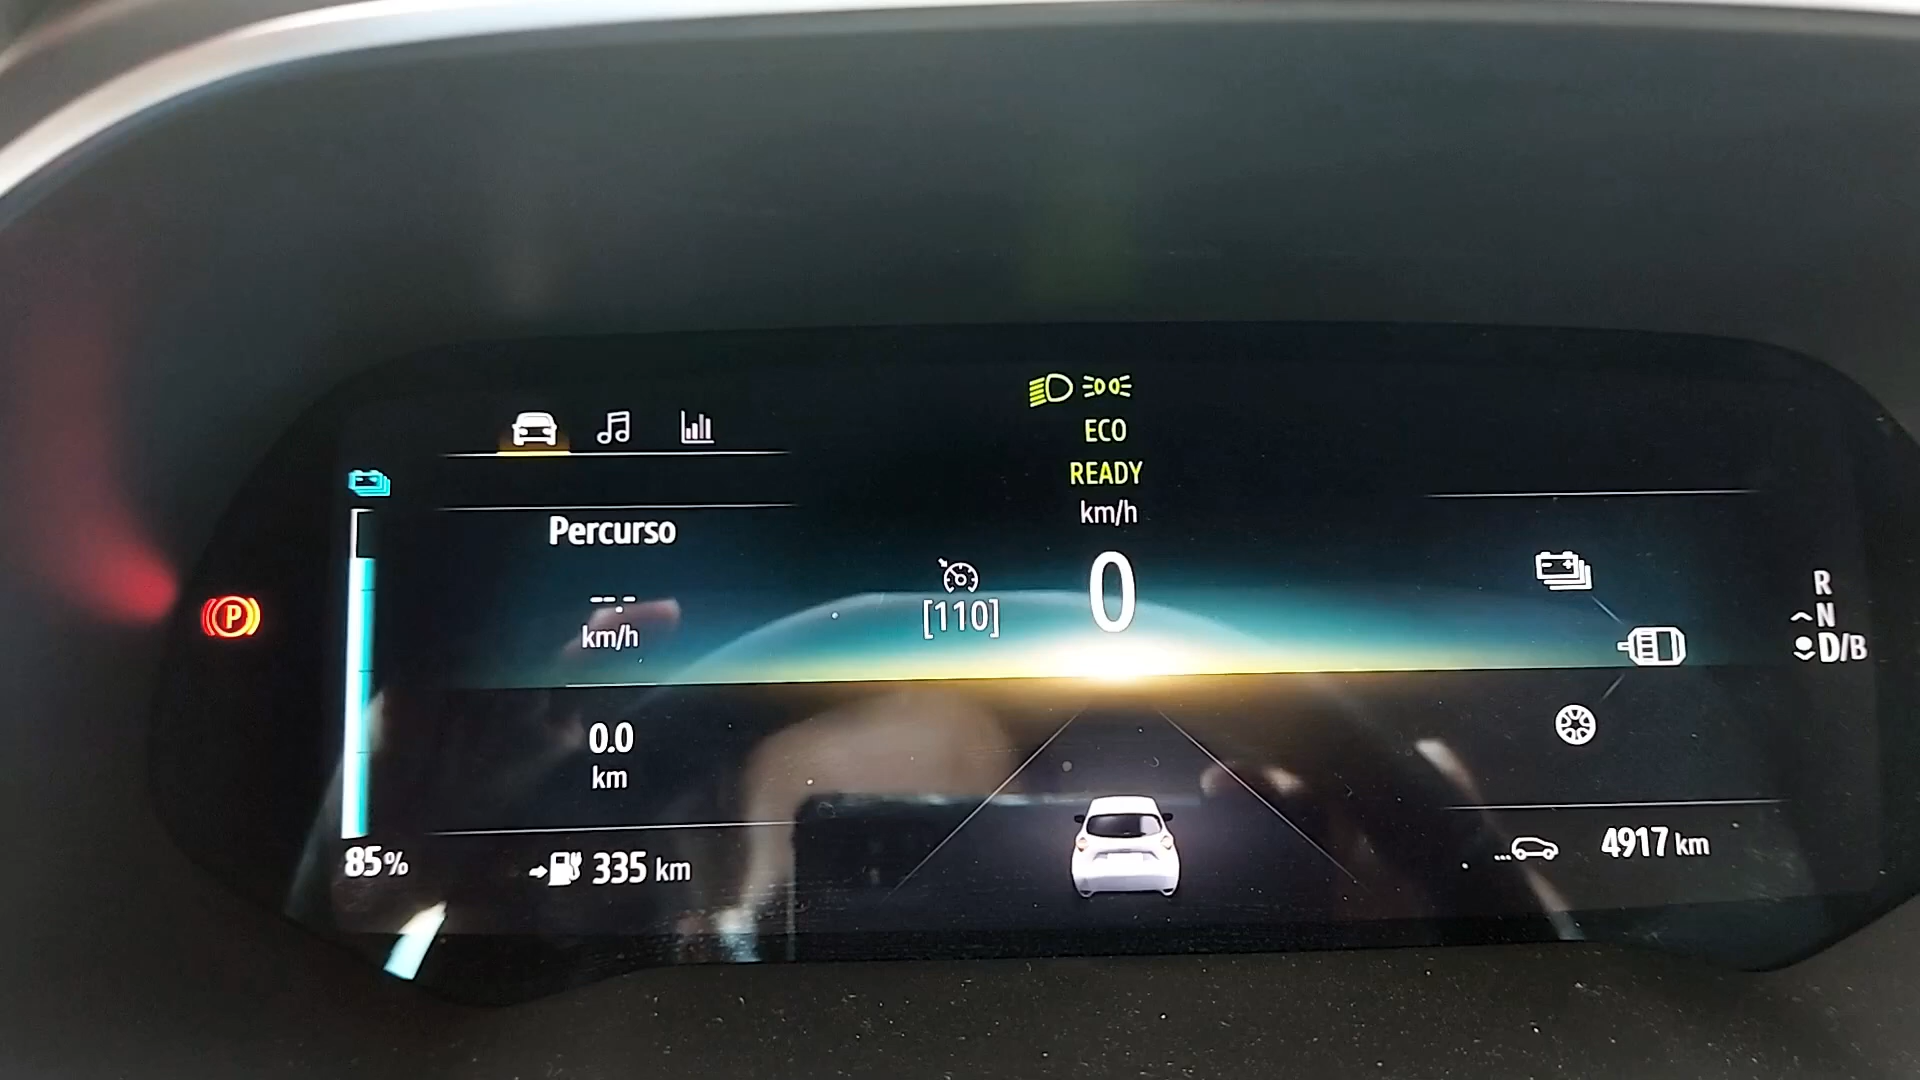 ECO
READY
km/h
0
[110]
Percurso
--.-
km/h
0.0
km
85%
335 km
P
R
N
D/B
4917 km